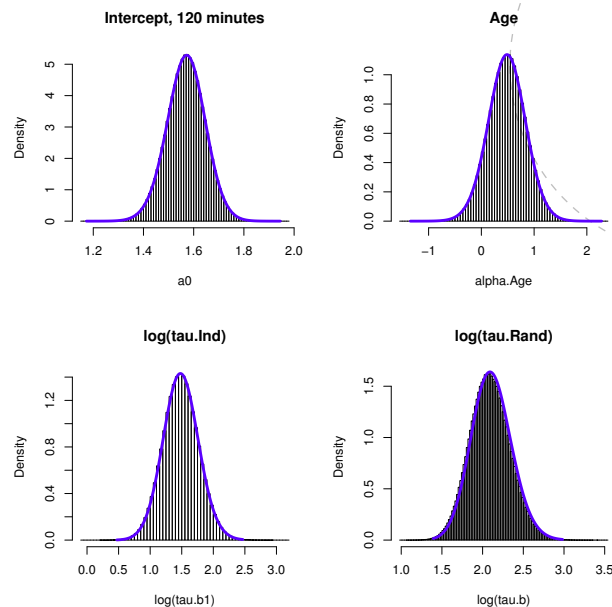 Intercept, 120 minutes
Density
0 1 2 3 4 5
1.2 1.4 1.6 1.8 2.0
a0
Age
Density
0.0 0.2 0.4 0.6 0.8 1.0
−1 0 1 2
alpha.Age
log(tau.Ind)
Density
0.0 0.4 0.8 1.2
0.0 0.5 1.0 1.5 2.0 2.5 3.0
log(tau.b1)
log(tau.Rand)
Density
0.0 0.5 1.0 1.5
1.0 1.5 2.0 2.5 3.0 3.5
log(tau.b)